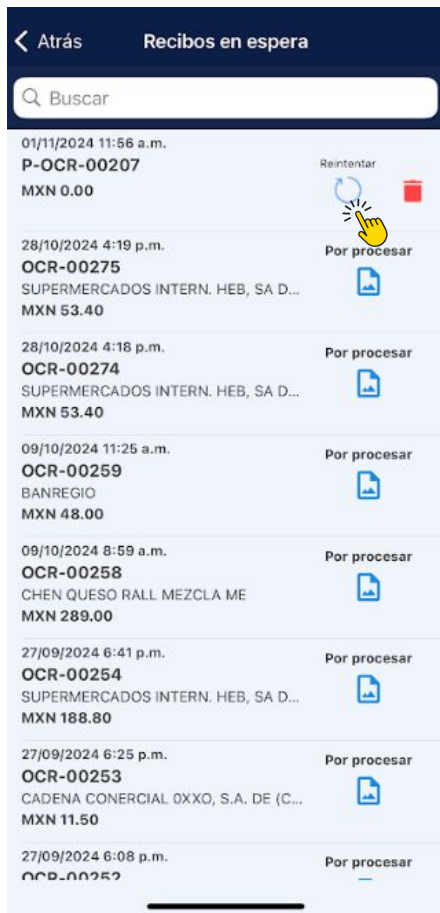 Atrás Recibos en espera
Buscar
01/11/2024 11:56 a.m.
P-OCR-00207
Reintentar
MXN 0.00
28/10/2024 4:19 p.m.
Por procesar
OCR-00275
SUPERMERCADOS INTERN. HEB, SA D...
MXN 53.40
28/10/2024 4:18 p.m.
Por procesar
OCR-00274
SUPERMERCADOS INTERN. HEB, SA D...
MXN 53.40
09/10/2024 11:25 a.m.
Por procesar
OCR-00259
BANREGIO
MXN 48.00
09/10/2024 8:59 a.m.
Por procesar
OCR-00258
CHEN QUESO RALL MEZCLA ME
MXN 289.00
27/09/2024 6:41 p.m.
Por procesar
OCR-00254
SUPERMERCADOS INTERN. HEB, SA D...
MXN 188.80
27/09/2024 6:25 p.m.
Por procesar
OCR-00253
CADENA CONERCIAL 0XXO, S.A. DE (C...
MXN 11.50
27/09/2024 6:08 p.m.
Por procesar
OCR-00252